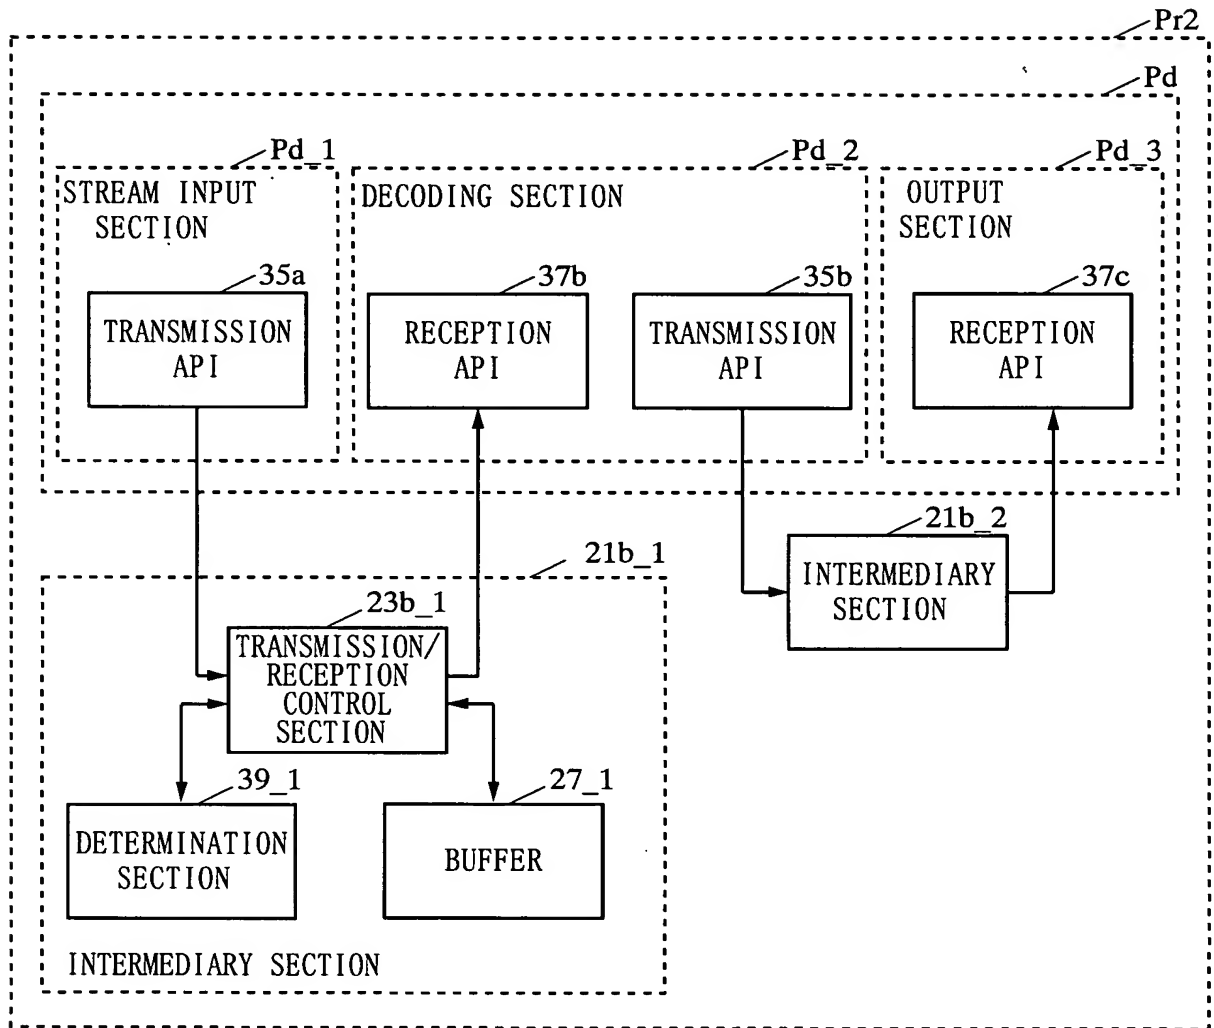 Pr2
Pd
Pd_1
Pd_2
Pd_3
STREAM INPUT
SECTION
DECODING SECTION
OUTPUT
SECTION
35a
37b
35b
37c
TRANSMISSION
API
RECEPTION
API
TRANSMISSION
API
RECEPTION
API
21b_2
INTERMEDIARY
SECTION
21b_1
23b_1
TRANSMISSION/
RECEPTION
CONTROL
SECTION
39_1
27_1
DETERMINATION
SECTION
BUFFER
INTERMEDIARY SECTION